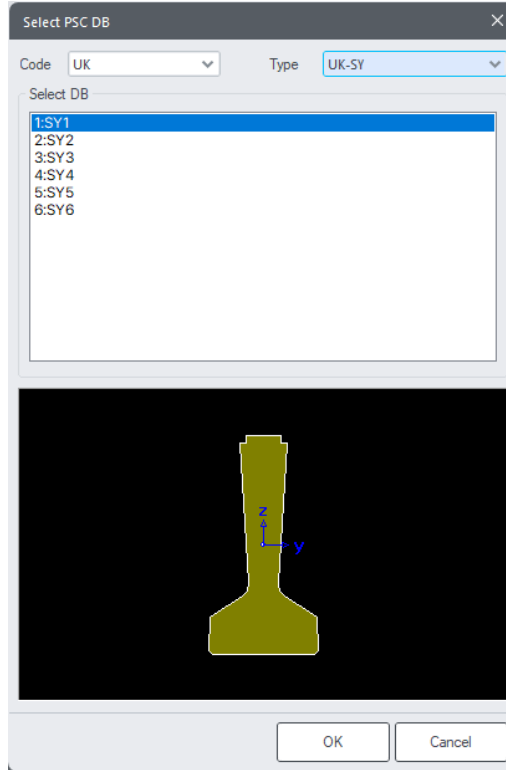 Select PSC DB
Code UK Type UK-SY
Select DB
1:SY1
2:SY2
3:SY3
4:SY4
5:SY5
6:SY6
z
y
OK Cancel